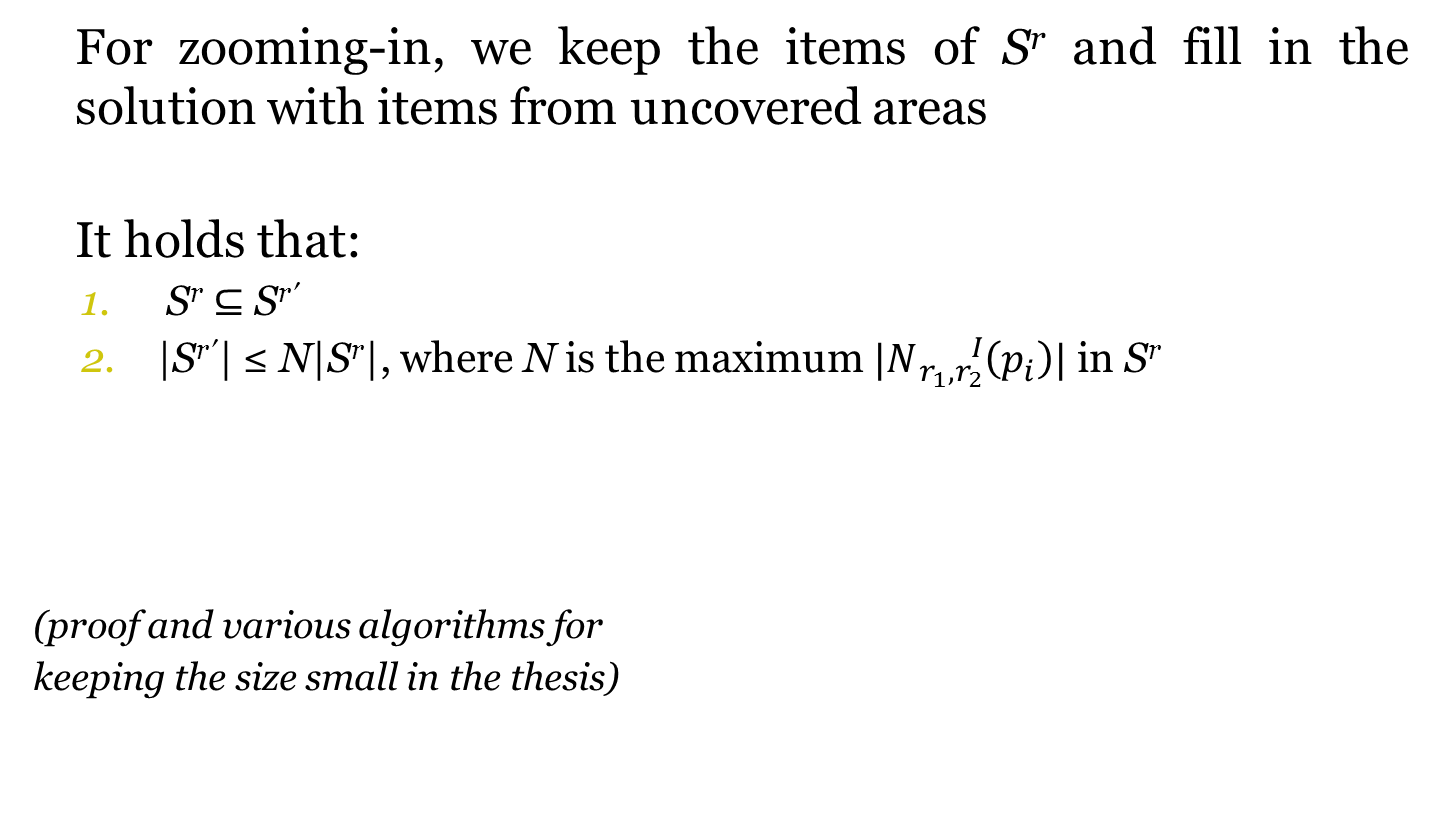 For zooming-in, we keep the items of Sʳ and fill in the
solution with items from uncovered areas
It holds that:
1. Sʳ ⊆ Sʳ′
2. |Sʳ′| ≤ N|Sʳ|, where N is the maximum |N_{r₁,r₂}^I(pᵢ)| in Sʳ
(proof and various algorithms for
keeping the size small in the thesis)